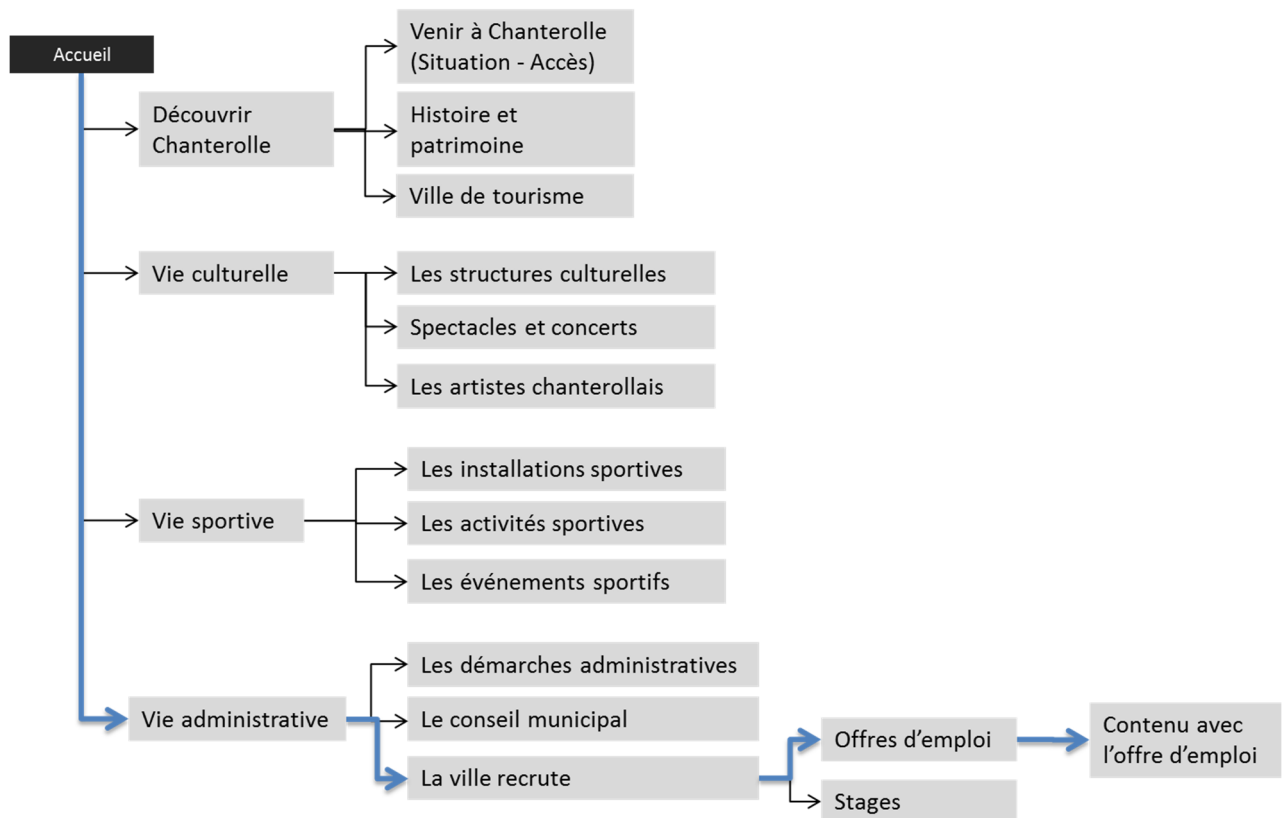 Accueil
Découvrir
Chanterolle
Venir à Chanterolle
(Situation - Accès)
Histoire et
patrimoine
Ville de tourisme
Vie culturelle
Les structures culturelles
Spectacles et concerts
Les artistes chanterollais
Vie sportive
Les installations sportives
Les activités sportives
Les événements sportifs
Vie administrative
Les démarches administratives
Le conseil municipal
La ville recrute
Offres d’emploi
Stages
Contenu avec
l’offre d’emploi